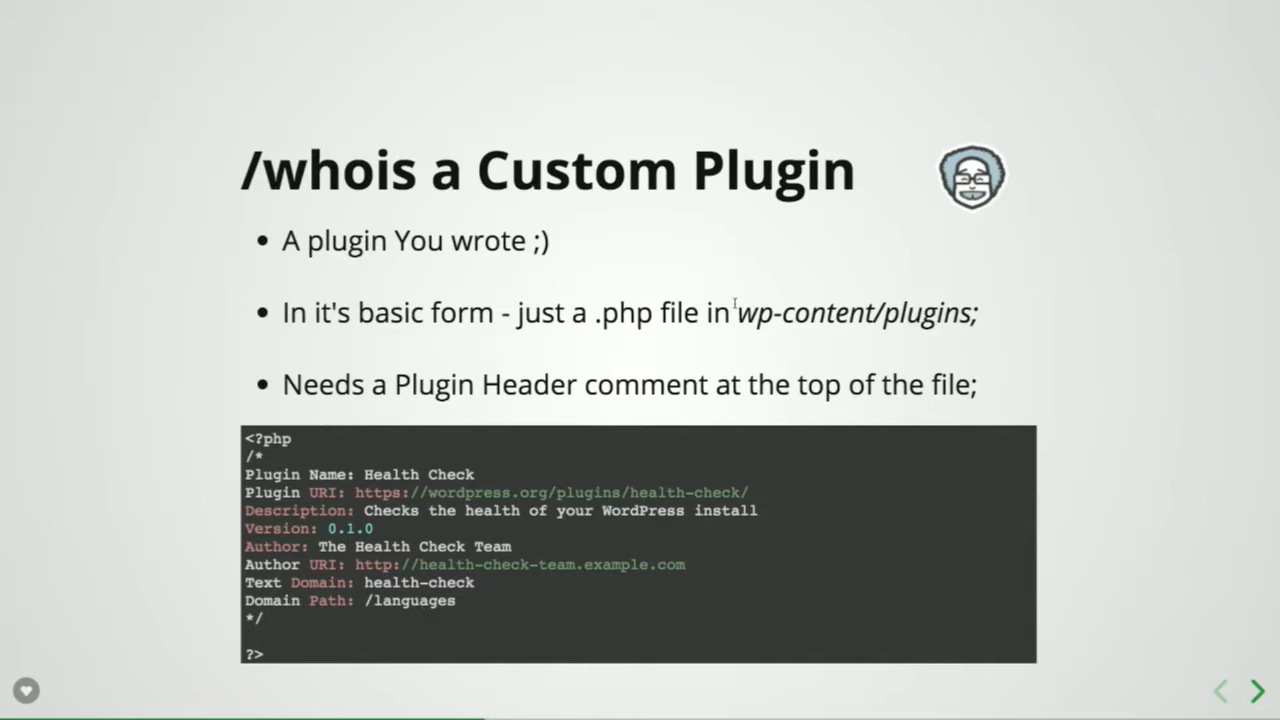 /whois a Custom Plugin
• A plugin You wrote ;)
• In it's basic form - just a .php file in wp-content/plugins;
• Needs a Plugin Header comment at the top of the file;
<?php
/*
Plugin Name: Health Check
Plugin URI: https://wordpress.org/plugins/health-check/
Description: Checks the health of your WordPress install
Version: 0.1.0
Author: The Health Check Team
Author URI: http://health-check-team.example.com
Text Domain: health-check
Domain Path: /languages
*/
?>